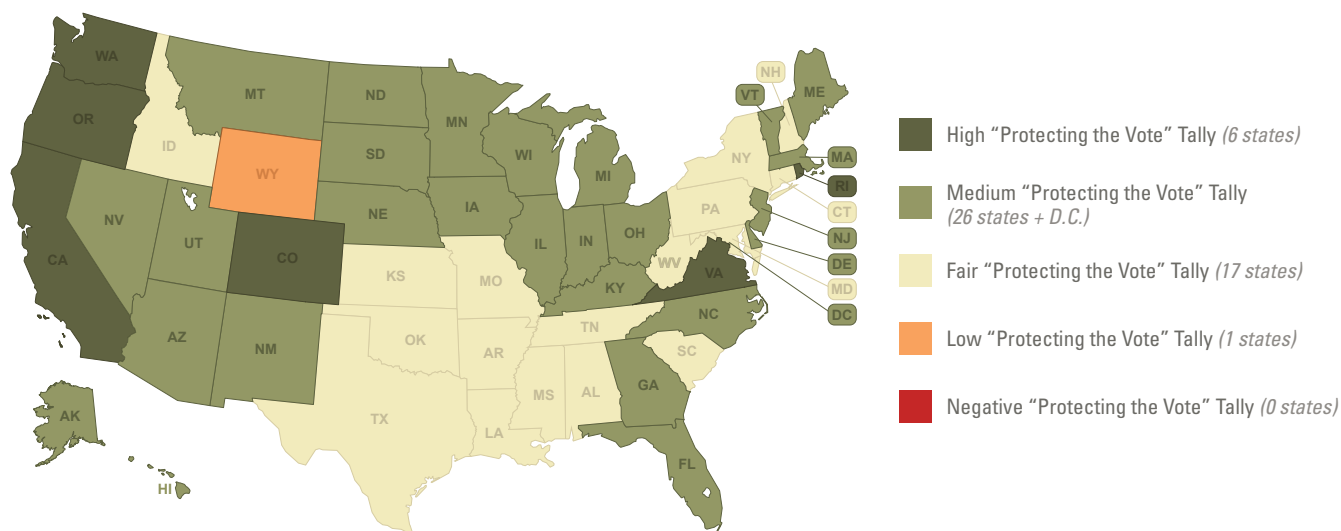 WA
OR
CA
NV
ID
MT
WY
UT
CO
AZ
NM
ND
SD
NE
KS
OK
TX
MN
IA
MO
AR
LA
WI
IL
MI
IN
OH
KY
TN
MS
AL
GA
FL
SC
NC
VA
WV
PA
NY
VT
NH
ME
MA
RI
CT
NJ
DE
MD
DC
AK
HI
High “Protecting the Vote” Tally (6 states)
Medium “Protecting the Vote” Tally
(26 states + D.C.)
Fair “Protecting the Vote” Tally (17 states)
Low “Protecting the Vote” Tally (1 states)
Negative “Protecting the Vote” Tally (0 states)